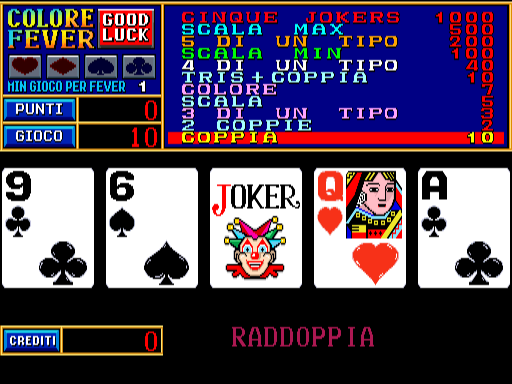 COLORE FEVER
GOOD LUCK
MIN GIOCO PER FEVER 1
PUNTI 0
GIOCO 10
CINQUE JOKERS 1000
SCALA MAX 500
5 DI UN TIPO 200
SCALA MIN 100
4 DI UN TIPO 40
TRIS+COPPIA 10
COLORE 7
SCALA 5
3 DI UN TIPO 3
2 COPPIE 2
COPPIA 10
9 6 JOKER Q A
CREDITI 0
RADDOPPIA